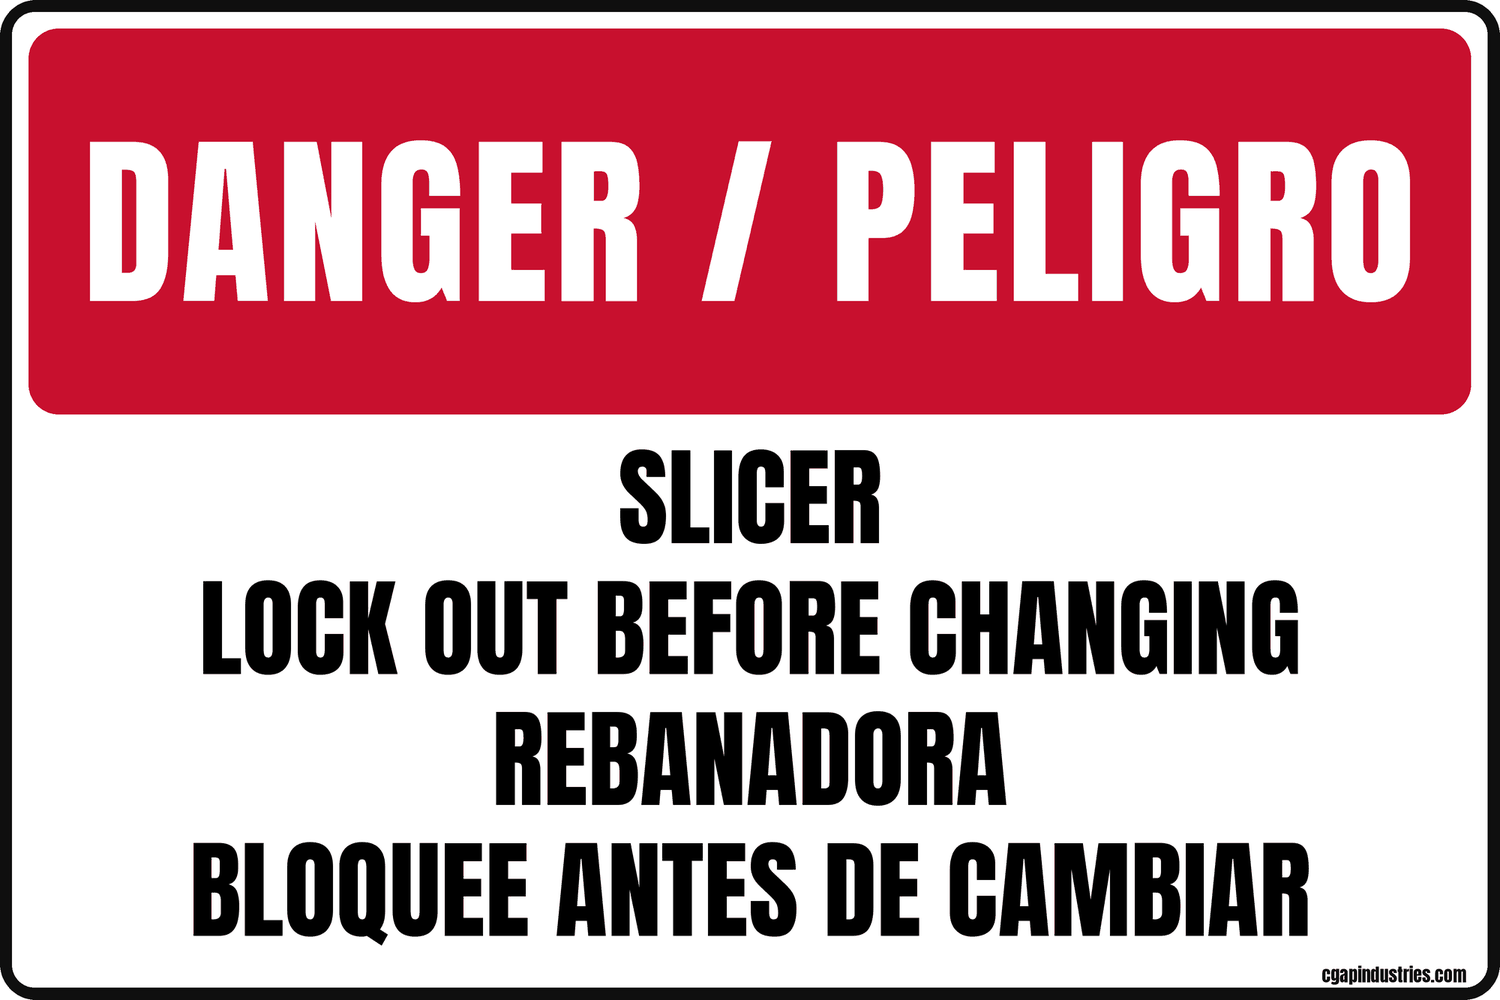 DANGER / PELIGRO
SLICER
LOCK OUT BEFORE CHANGING
REBANADORA
BLOQUEE ANTES DE CAMBIAR
cgapindustries.com